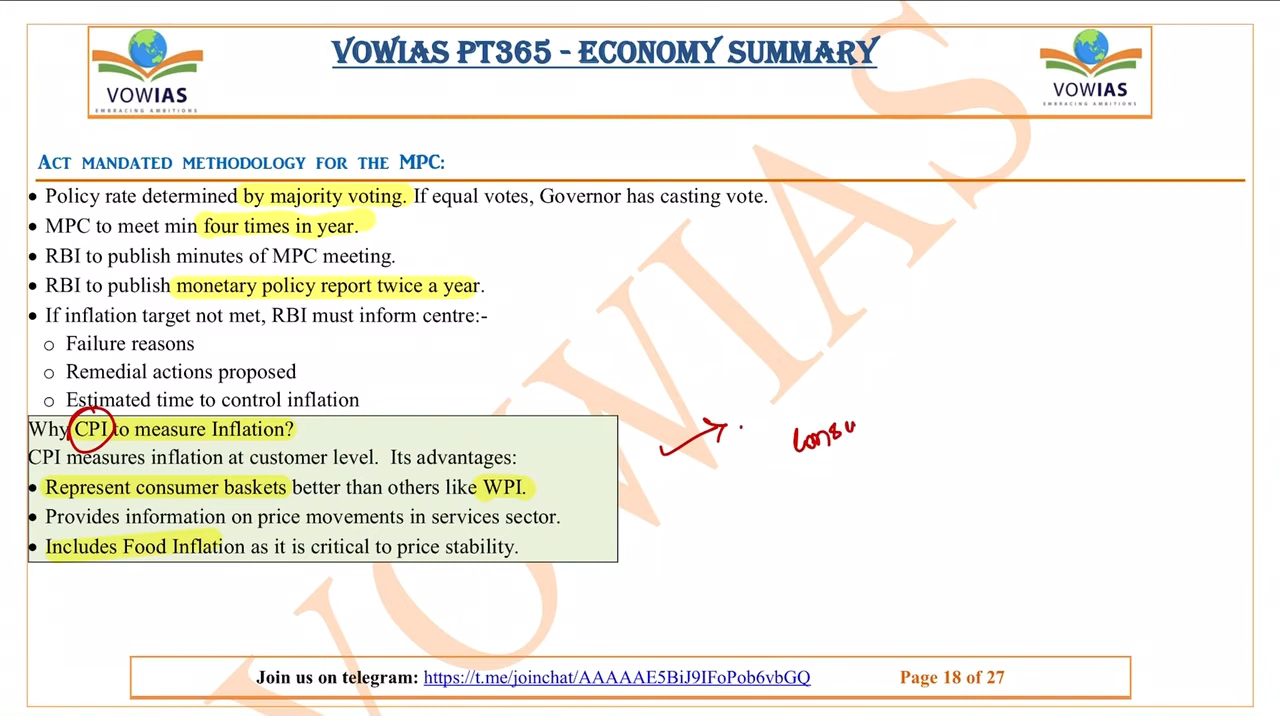 VOWIAS PT365 - ECONOMY SUMMARY
VOWIAS
EMBRACING AMBITIONS
VOWIAS
EMBRACING AMBITIONS
ACT MANDATED METHODOLOGY FOR THE MPC:
• Policy rate determined by majority voting. If equal votes, Governor has casting vote.
• MPC to meet min four times in year.
• RBI to publish minutes of MPC meeting.
• RBI to publish monetary policy report twice a year.
• If inflation target not met, RBI must inform centre:-
o Failure reasons
o Remedial actions proposed
o Estimated time to control inflation
Why CPI to measure Inflation?
CPI measures inflation at customer level. Its advantages:
• Represent consumer baskets better than others like WPI.
• Provides information on price movements in services sector.
• Includes Food Inflation as it is critical to price stability.
Consu
VOWIAS
Join us on telegram: https://t.me/joinchat/AAAAAE5BiJ9IFoPob6vbGQ Page 18 of 27